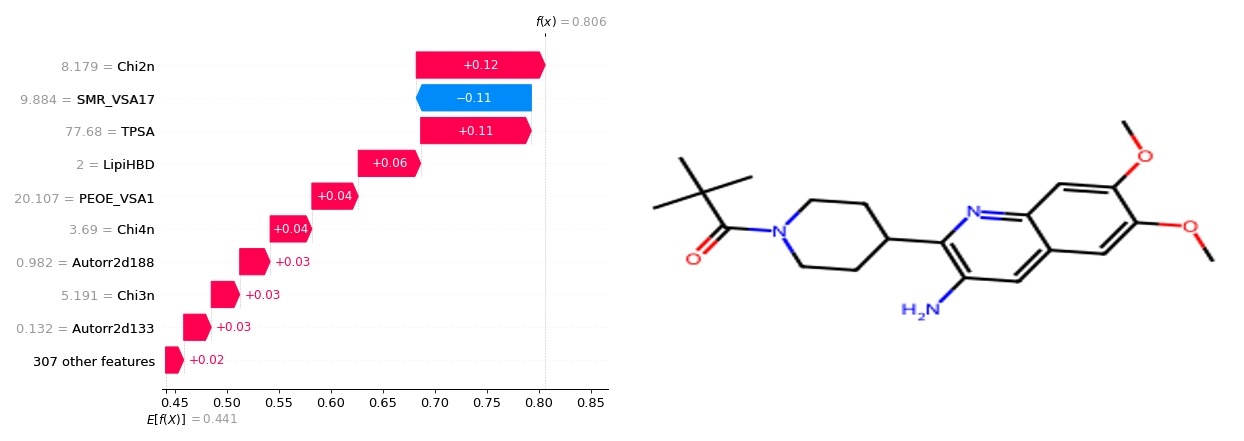 f(x) = 0.806
8.179 = Chi2n
+0.12
9.884 = SMR_VSA17
−0.11
77.68 = TPSA
+0.11
2 = LipiHBD
+0.06
20.107 = PEOE_VSA1
+0.04
3.69 = Chi4n
+0.04
0.982 = Autorr2d188
+0.03
5.191 = Chi3n
+0.03
0.132 = Autorr2d133
+0.03
307 other features
+0.02
0.45 0.50 0.55 0.60 0.65 0.70 0.75 0.80 0.85
E[f(X)] = 0.441
O
N
N
O
O
H₂N